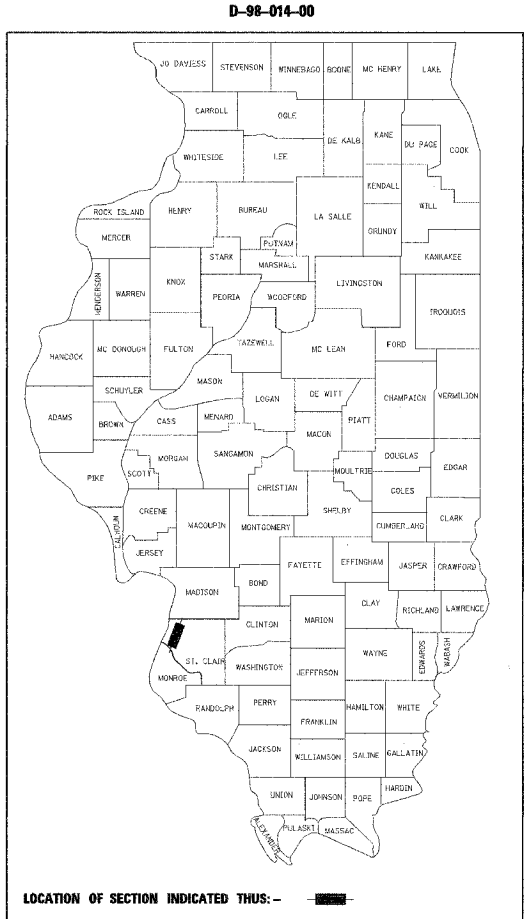 D-98-014-00
JO DAVIESS STEVENSON WINNEBAGO BOONE MC HENRY LAKE
CARROLL OGLE DE KALB KANE DU PAGE COOK
WHITESIDE LEE
KENDALL
ROCK ISLAND HENRY BUREAU LA SALLE WILL
MERCER PUTNAM GRUNDY
STARK MARSHALL KANKAKEE
HENDERSON WARREN KNOX PEORIA WOODFORD LIVINGSTON IROQUOIS
HANCOCK MC DONOUGH FULTON TAZEWELL MC LEAN FORD
SCHUYLER MASON LOGAN DE WITT CHAMPAIGN VERMILION
ADAMS BROWN CASS MENARD MACON PIATT
MORGAN SANGAMON DOUGLAS EDGAR
PIKE SCOTT CHRISTIAN MOULTRIE COLES
GREENE MACOUPIN SHELBY CLARK
CALHOUN MONTGOMERY CUMBERLAND
JERSEY FAYETTE EFFINGHAM JASPER CRAWFORD
MADISON BOND CLAY RICHLAND LAWRENCE
CLINTON MARION
ST. CLAIR WAYNE EDWARDS WABASH
MONROE WASHINGTON JEFFERSON
RANDOLPH PERRY HAMILTON WHITE
FRANKLIN
JACKSON WILLIAMSON SALINE GALLATIN
UNION JOHNSON POPE HARDIN
ALEXANDER PULASKI MASSAC
LOCATION OF SECTION INDICATED THUS: -